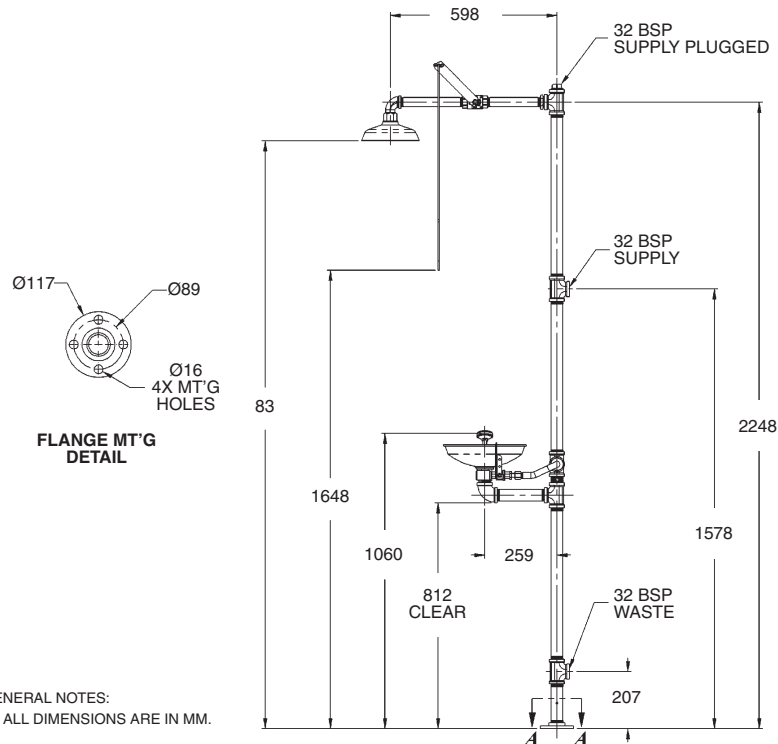 598
32 BSP
SUPPLY PLUGGED
32 BSP
SUPPLY
Ø117
Ø89
Ø16
4X MT'G
HOLES
FLANGE MT'G
DETAIL
83
2248
1648
1060
259
1578
812
CLEAR
32 BSP
WASTE
207
ENERAL NOTES:
ALL DIMENSIONS ARE IN MM.
A A